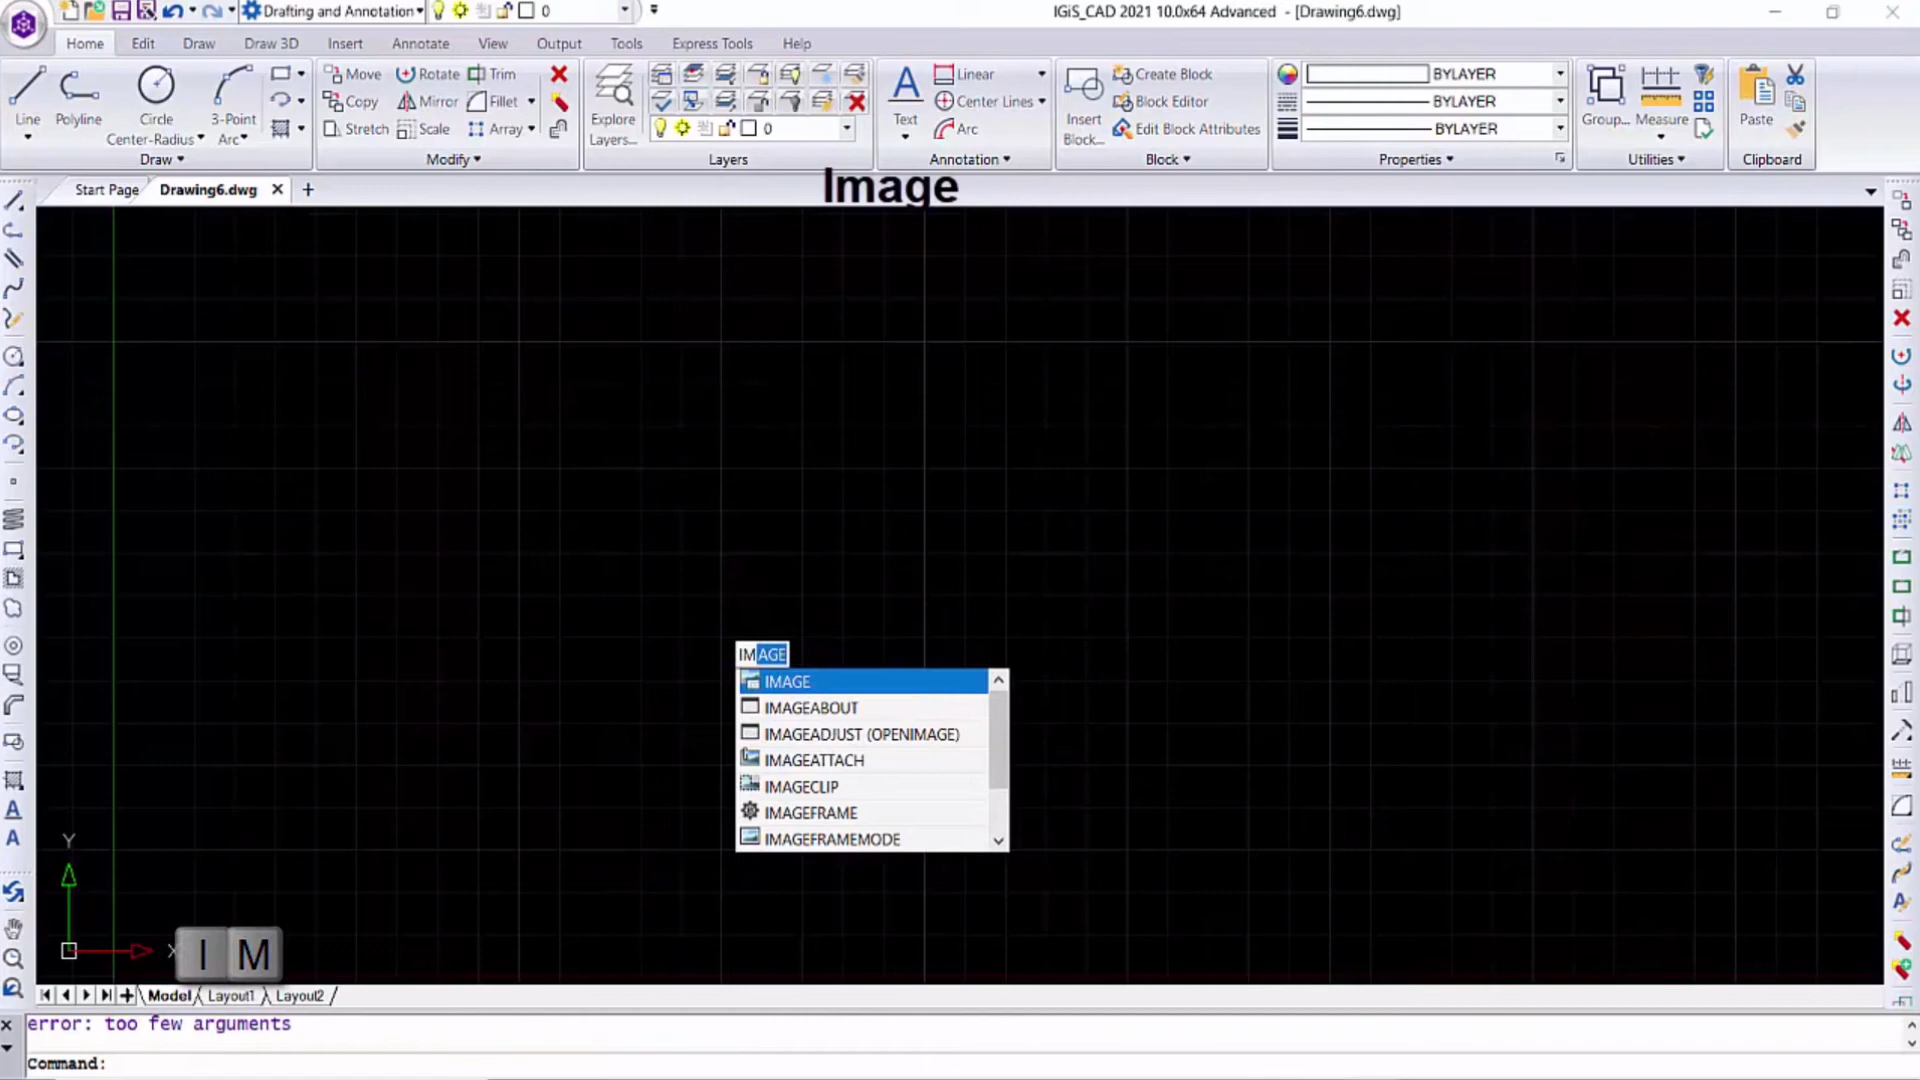 Drafting and Annotation
0
IGiS_CAD 2021 10.0x64 Advanced - [Drawing6.dwg]
Home Edit Draw Draw 3D Insert Annotate View Output Tools Express Tools Help
Line
Polyline
Circle
Center-Radius
3-Point
Arc
Draw
Move Rotate Trim
Copy Mirror Fillet
Stretch Scale Array
Modify
Explore
Layers...
0
Layers
Text
Linear
Center Lines
Arc
Annotation
Insert
Block...
Create Block
Block Editor
Edit Block Attributes
Block
BYLAYER
BYLAYER
BYLAYER
Properties
Group...
Measure
Utilities
Paste
Clipboard
Start Page Drawing6.dwg
Image
IMAGE
IMAGE
IMAGEABOUT
IMAGEADJUST (OPENIMAGE)
IMAGEATTACH
IMAGECLIP
IMAGEFRAME
IMAGEFRAMEMODE
Y
X
I M
Model Layout1 Layout2
error: too few arguments
Command: